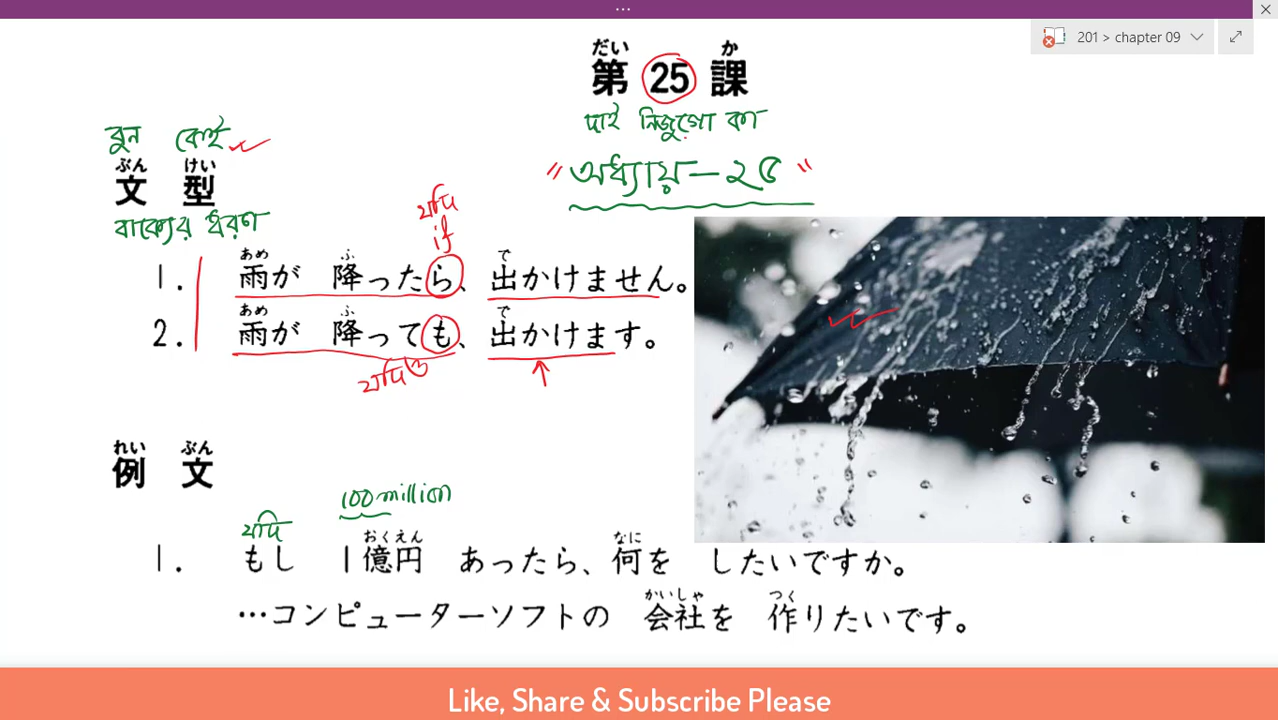 201 > chapter 09
だい か
第 25 課
দাই নিজুগো কা
"অধ্যায়-২৫"
বুন কেই
ぶん けい
文 型
বাক্যের ধরণ
যদি
if
あめ ふ で
1. 雨が 降ったら、出かけません。
あめ ふ で
2. 雨が 降っても、出かけます。
যদিও
れい ぶん
例 文
যদি 100 million
おくえん なに
1. もし 1億円 あったら、何を したいですか。
かいしゃ つく
…コンピューターソフトの 会社を 作りたいです。
Like, Share & Subscribe Please